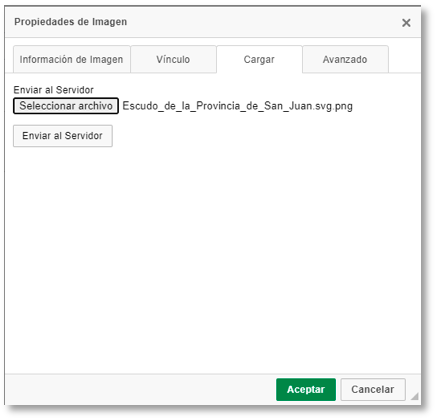 Propiedades de Imagen
Información de Imagen Vínculo Cargar Avanzado
Enviar al Servidor
Seleccionar archivo Escudo_de_la_Provincia_de_San_Juan.svg.png
Enviar al Servidor
Aceptar Cancelar